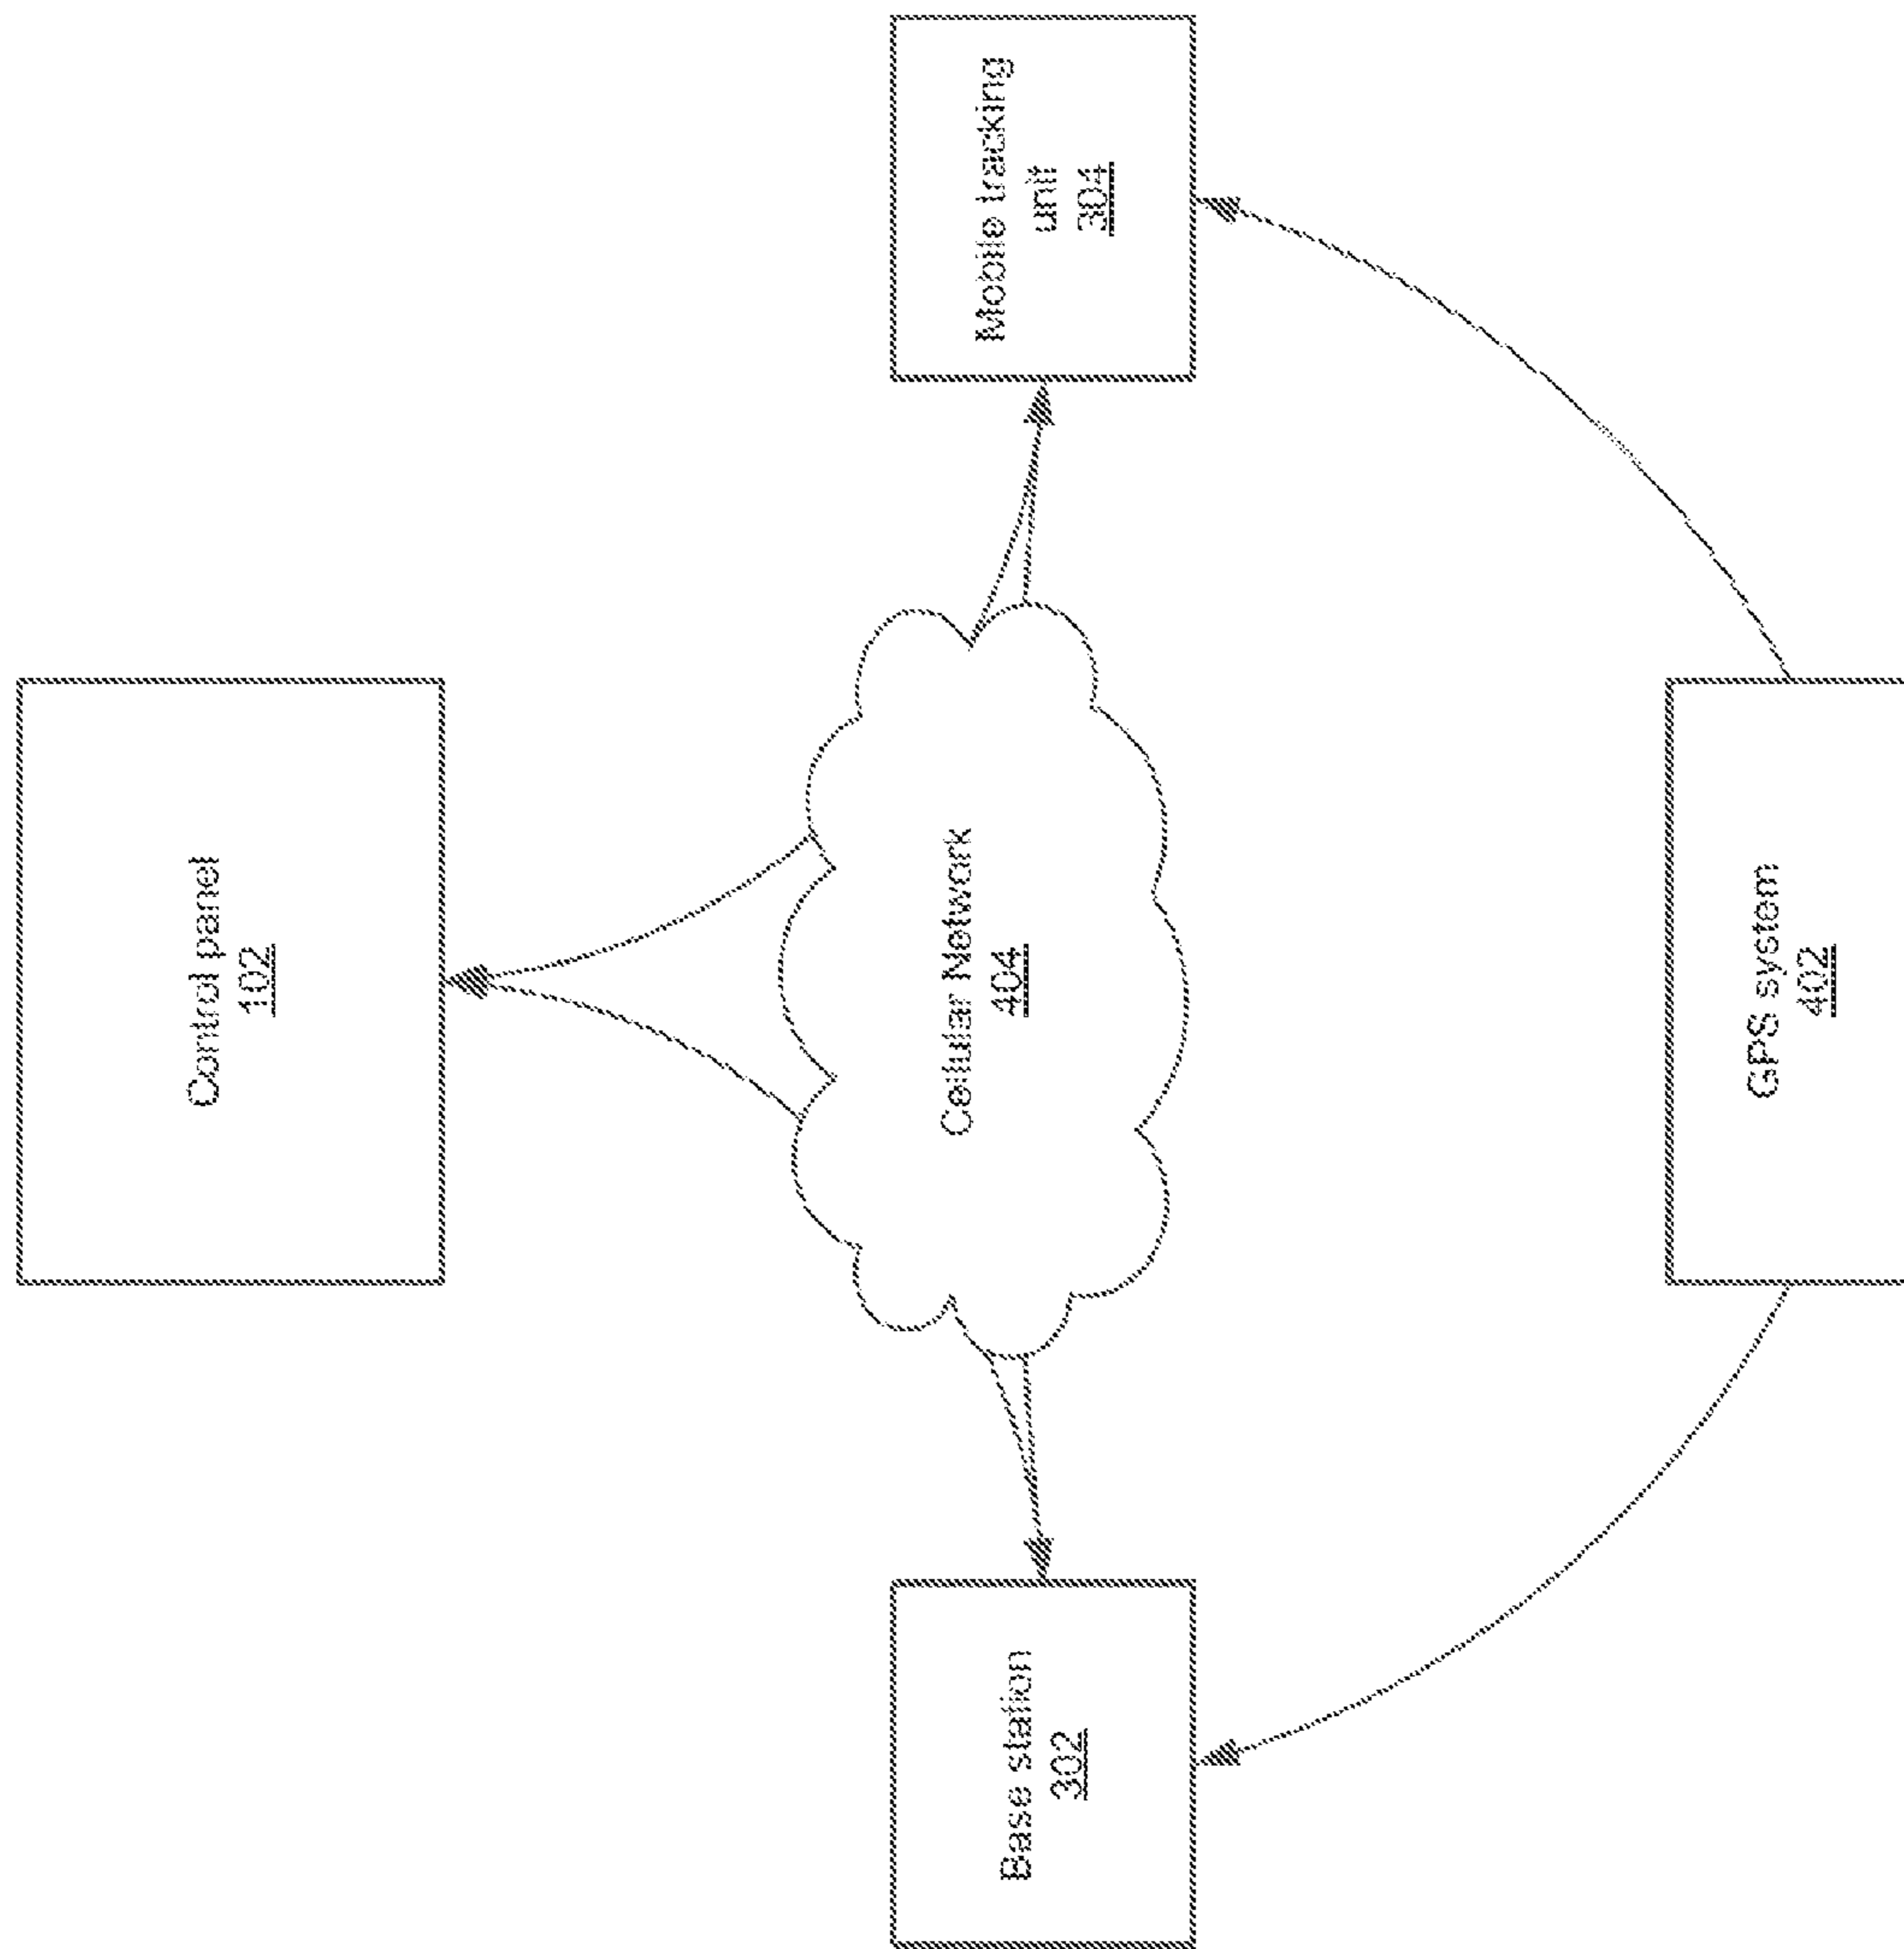 Control panel
102
Mobile tracking
unit
304
Cellular Network
404
Base station
302
GPS system
402